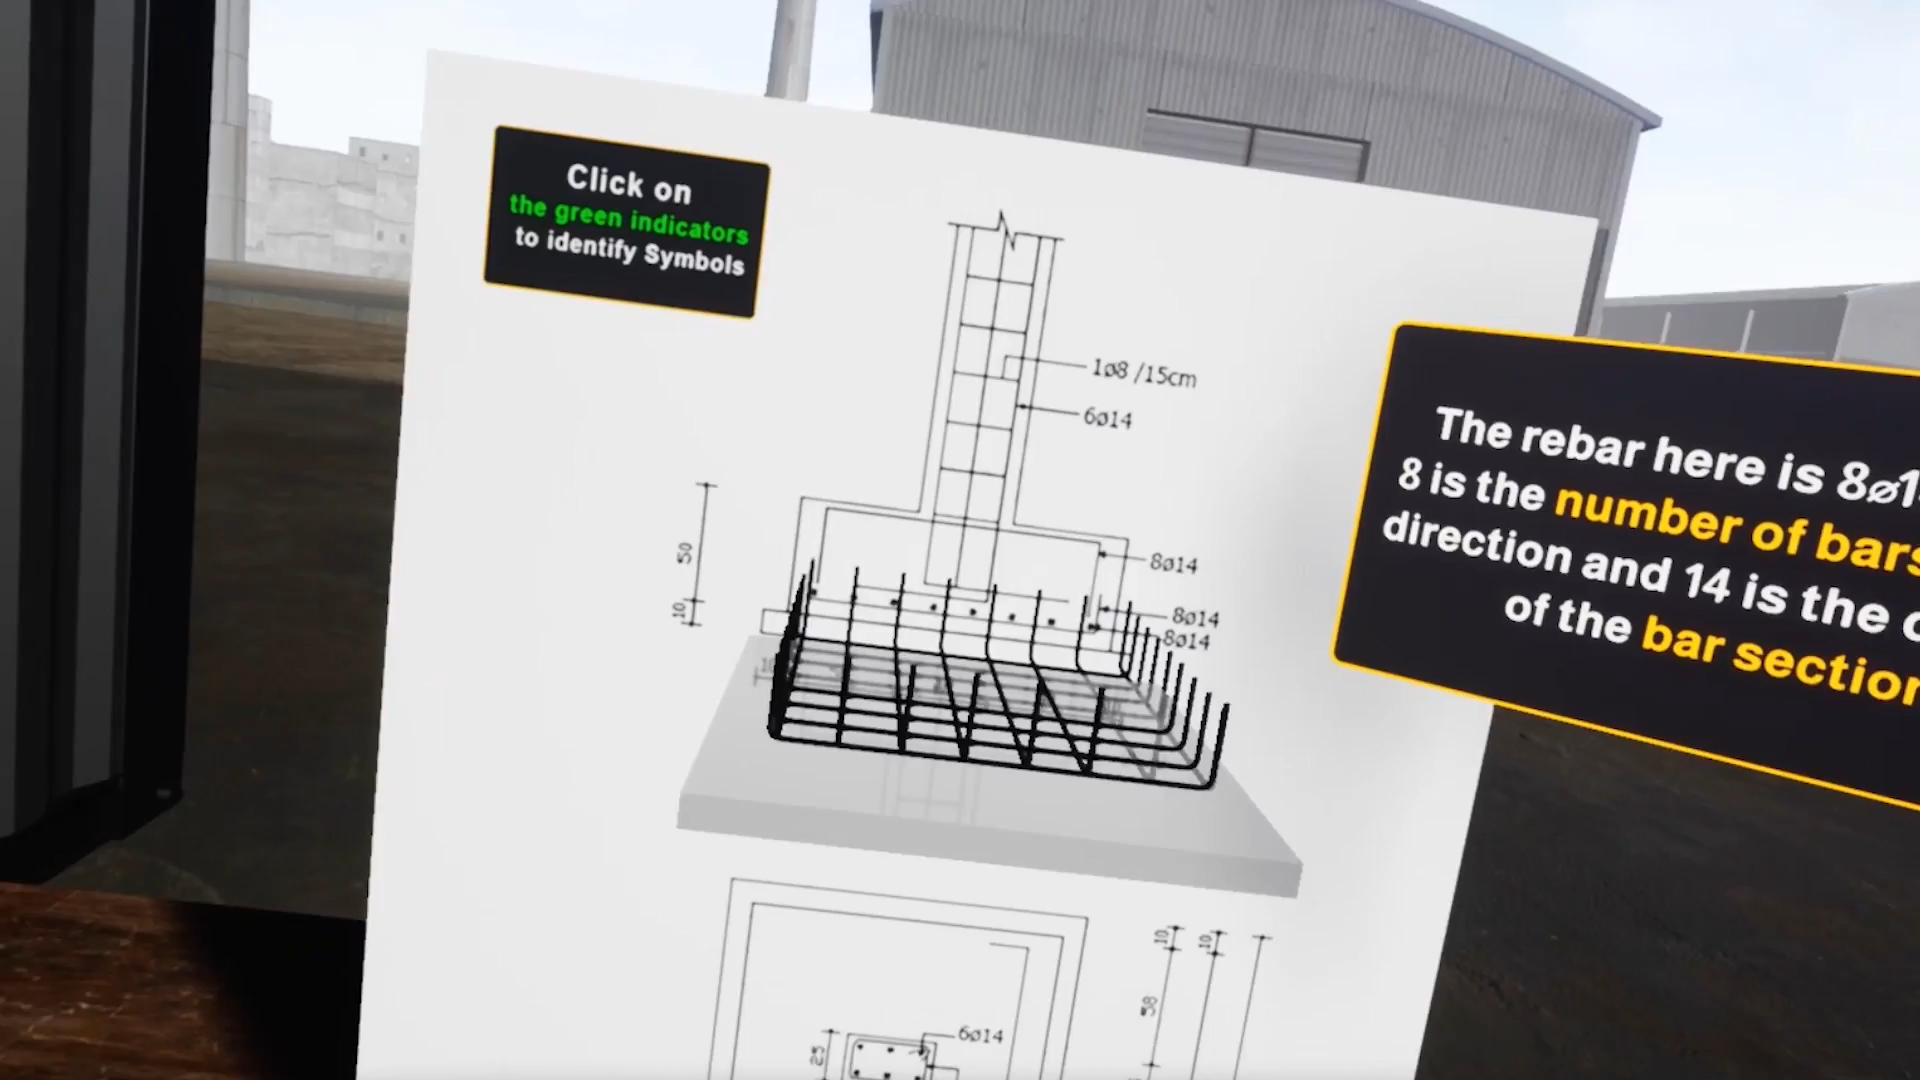 Click on
the green indicators
to identify Symbols
1ø8 /15cm
6ø14
The rebar here is 8ø1
8 is the number of bars
direction and 14 is the
of the bar section
50
10
8ø14
8ø14
8ø14
10
10
10
58
6ø14
25